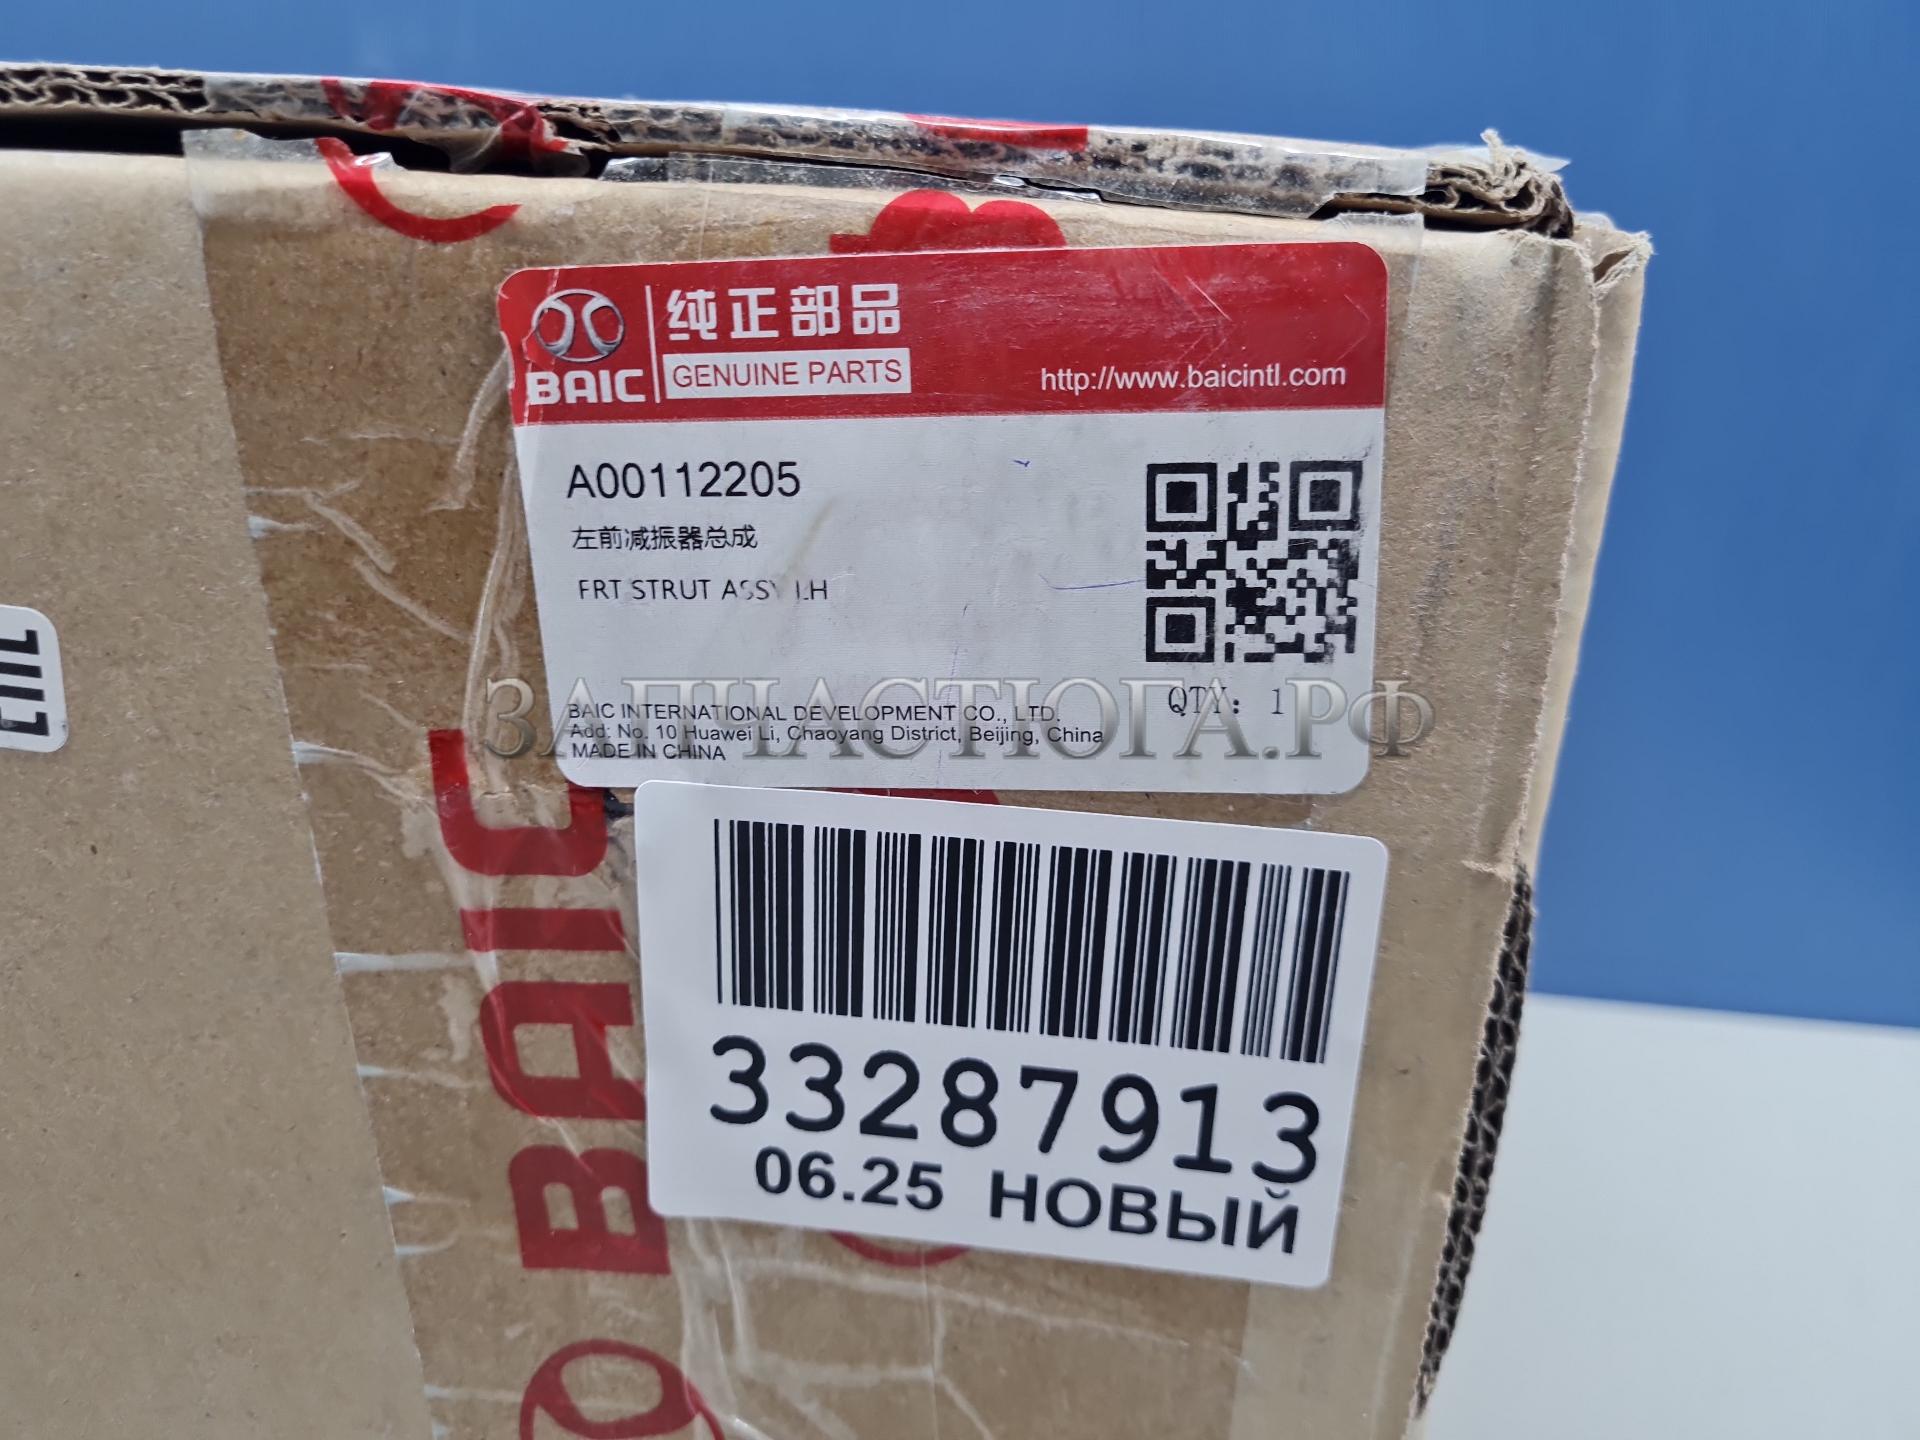 BAIC
纯正部品
GENUINE PARTS
http://www.baicintl.com
A00112205
左前减振器总成
FRT STRUT ASSY LH
QTY: 1
BAIC INTERNATIONAL DEVELOPMENT CO., LTD.
Add: No. 10 Huawei Li, Chaoyang District, Beijing, China
MADE IN CHINA
ЗАПЧАСТЮГА.РФ
33287913
06.25 НОВЫЙ
BAIC